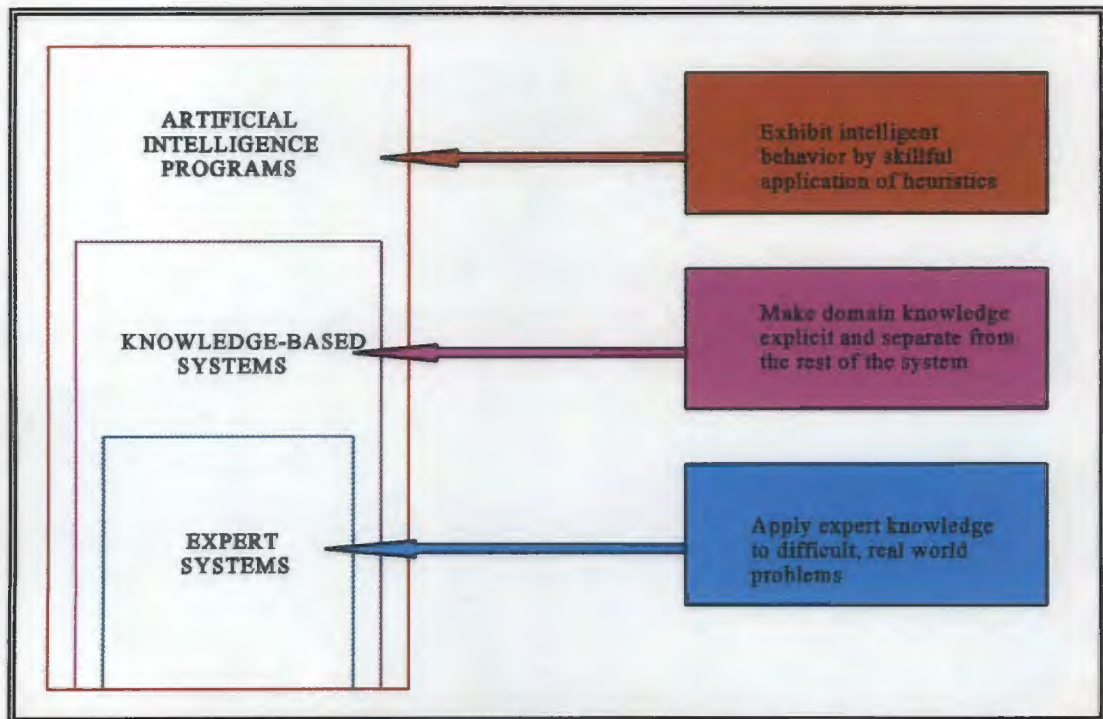 ARTIFICIAL
INTELLIGENCE
PROGRAMS
Exhibit intelligent
behavior by skillful
application of heuristics
KNOWLEDGE-BASED
SYSTEMS
Make domain knowledge
explicit and separate from
the rest of the system
EXPERT
SYSTEMS
Apply expert knowledge
to difficult, real world
problems